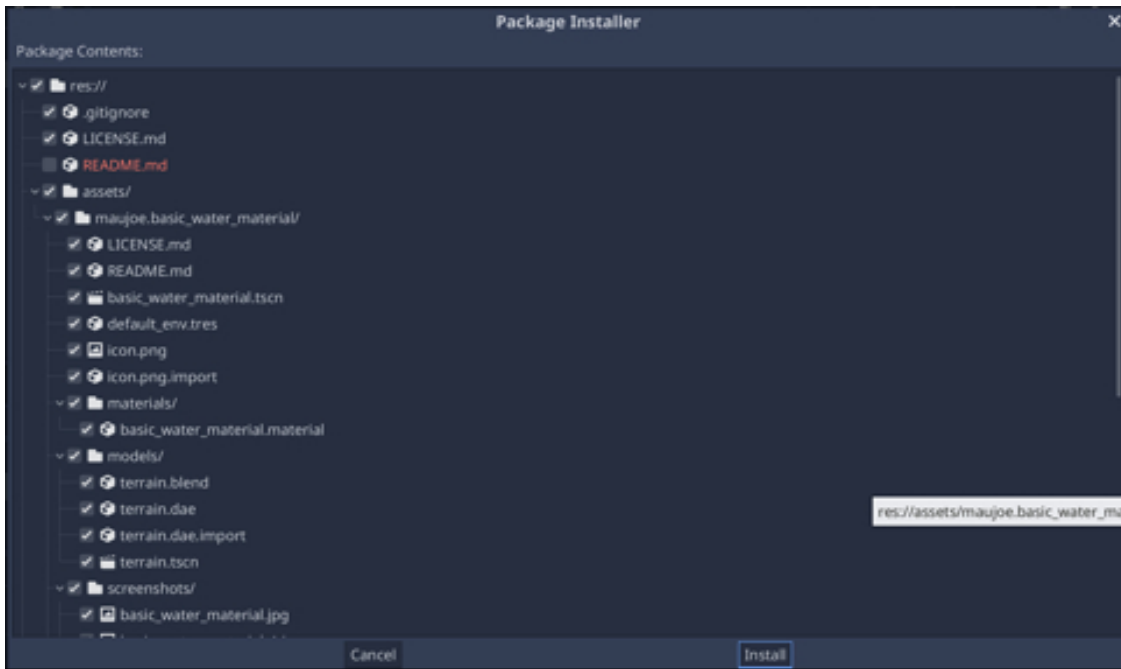 Package Installer
Package Contents:
res://
.gitignore
LICENSE.md
README.md
assets/
maujoe.basic_water_material/
LICENSE.md
README.md
basic_water_material.tscn
default_env.tres
icon.png
icon.png.import
materials/
basic_water_material.material
models/
terrain.blend
terrain.dae
res://assets/maujoe.basic_water_ma
terrain.dae.import
terrain.tscn
screenshots/
basic_water_material.jpg
Cancel
Install